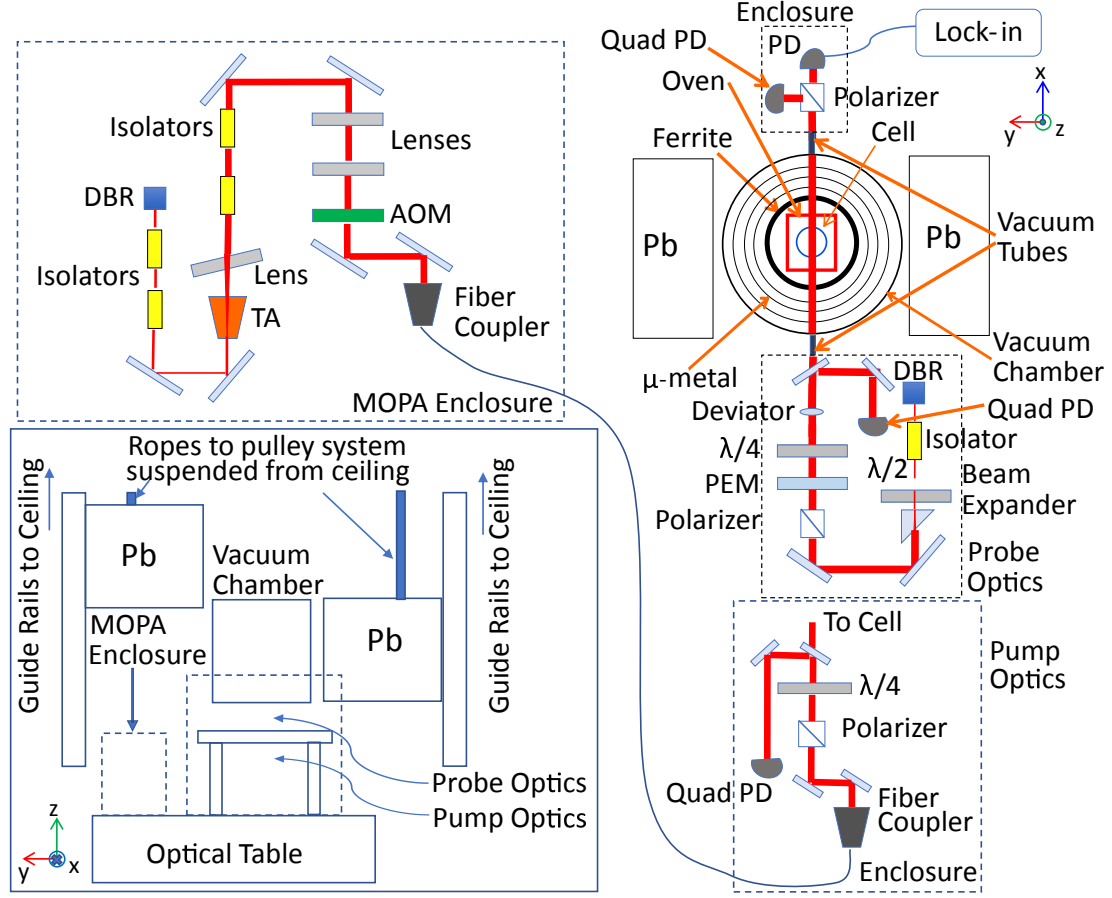 Isolators
DBR
Isolators
Lenses
AOM
Lens
TA
Fiber
Coupler
MOPA Enclosure
Enclosure
Quad PD
PD
Lock-in
Oven
Polarizer
Ferrite
Cell
x
y
z
Pb
Pb
Vacuum
Tubes
μ-metal
Vacuum
Chamber
DBR
Deviator
Quad PD
Isolator
λ/4
λ/2
PEM
Beam
Expander
Polarizer
Probe
Optics
Ropes to pulley system
suspended from ceiling
Guide Rails to Ceiling
Pb
Vacuum
Chamber
Pb
Guide Rails to Ceiling
MOPA
Enclosure
Probe Optics
Pump Optics
Optical Table
z
y
x
To Cell
Pump
Optics
λ/4
Polarizer
Quad PD
Fiber
Coupler
Enclosure